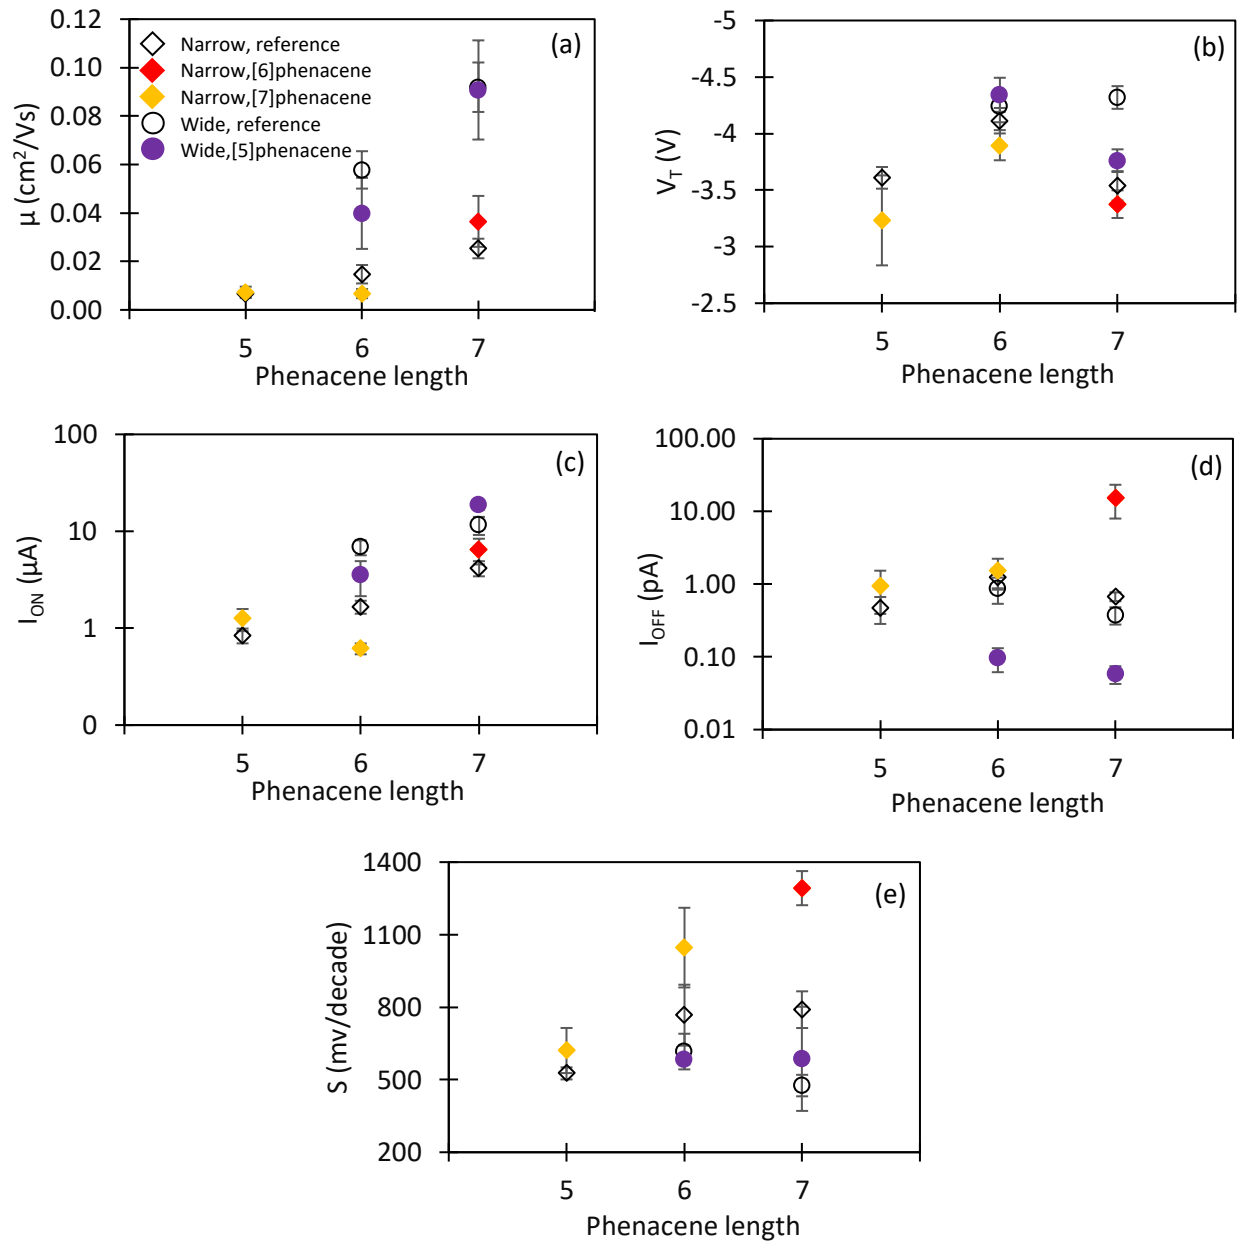 0.12
0.10
0.08
0.06
0.04
0.02
0.00
μ (cm²/Vs)
(a)
Narrow, reference
Narrow,[6]phenacene
Narrow,[7]phenacene
Wide, reference
Wide,[5]phenacene
5 6 7
Phenacene length
-5
-4.5
-4
-3.5
-3
-2.5
V_T (V)
(b)
5 6 7
Phenacene length
100
10
1
0
I_ON (μA)
(c)
5 6 7
Phenacene length
100.00
10.00
1.00
0.10
0.01
I_OFF (pA)
(d)
5 6 7
Phenacene length
1400
1100
800
500
200
S (mv/decade)
(e)
5 6 7
Phenacene length